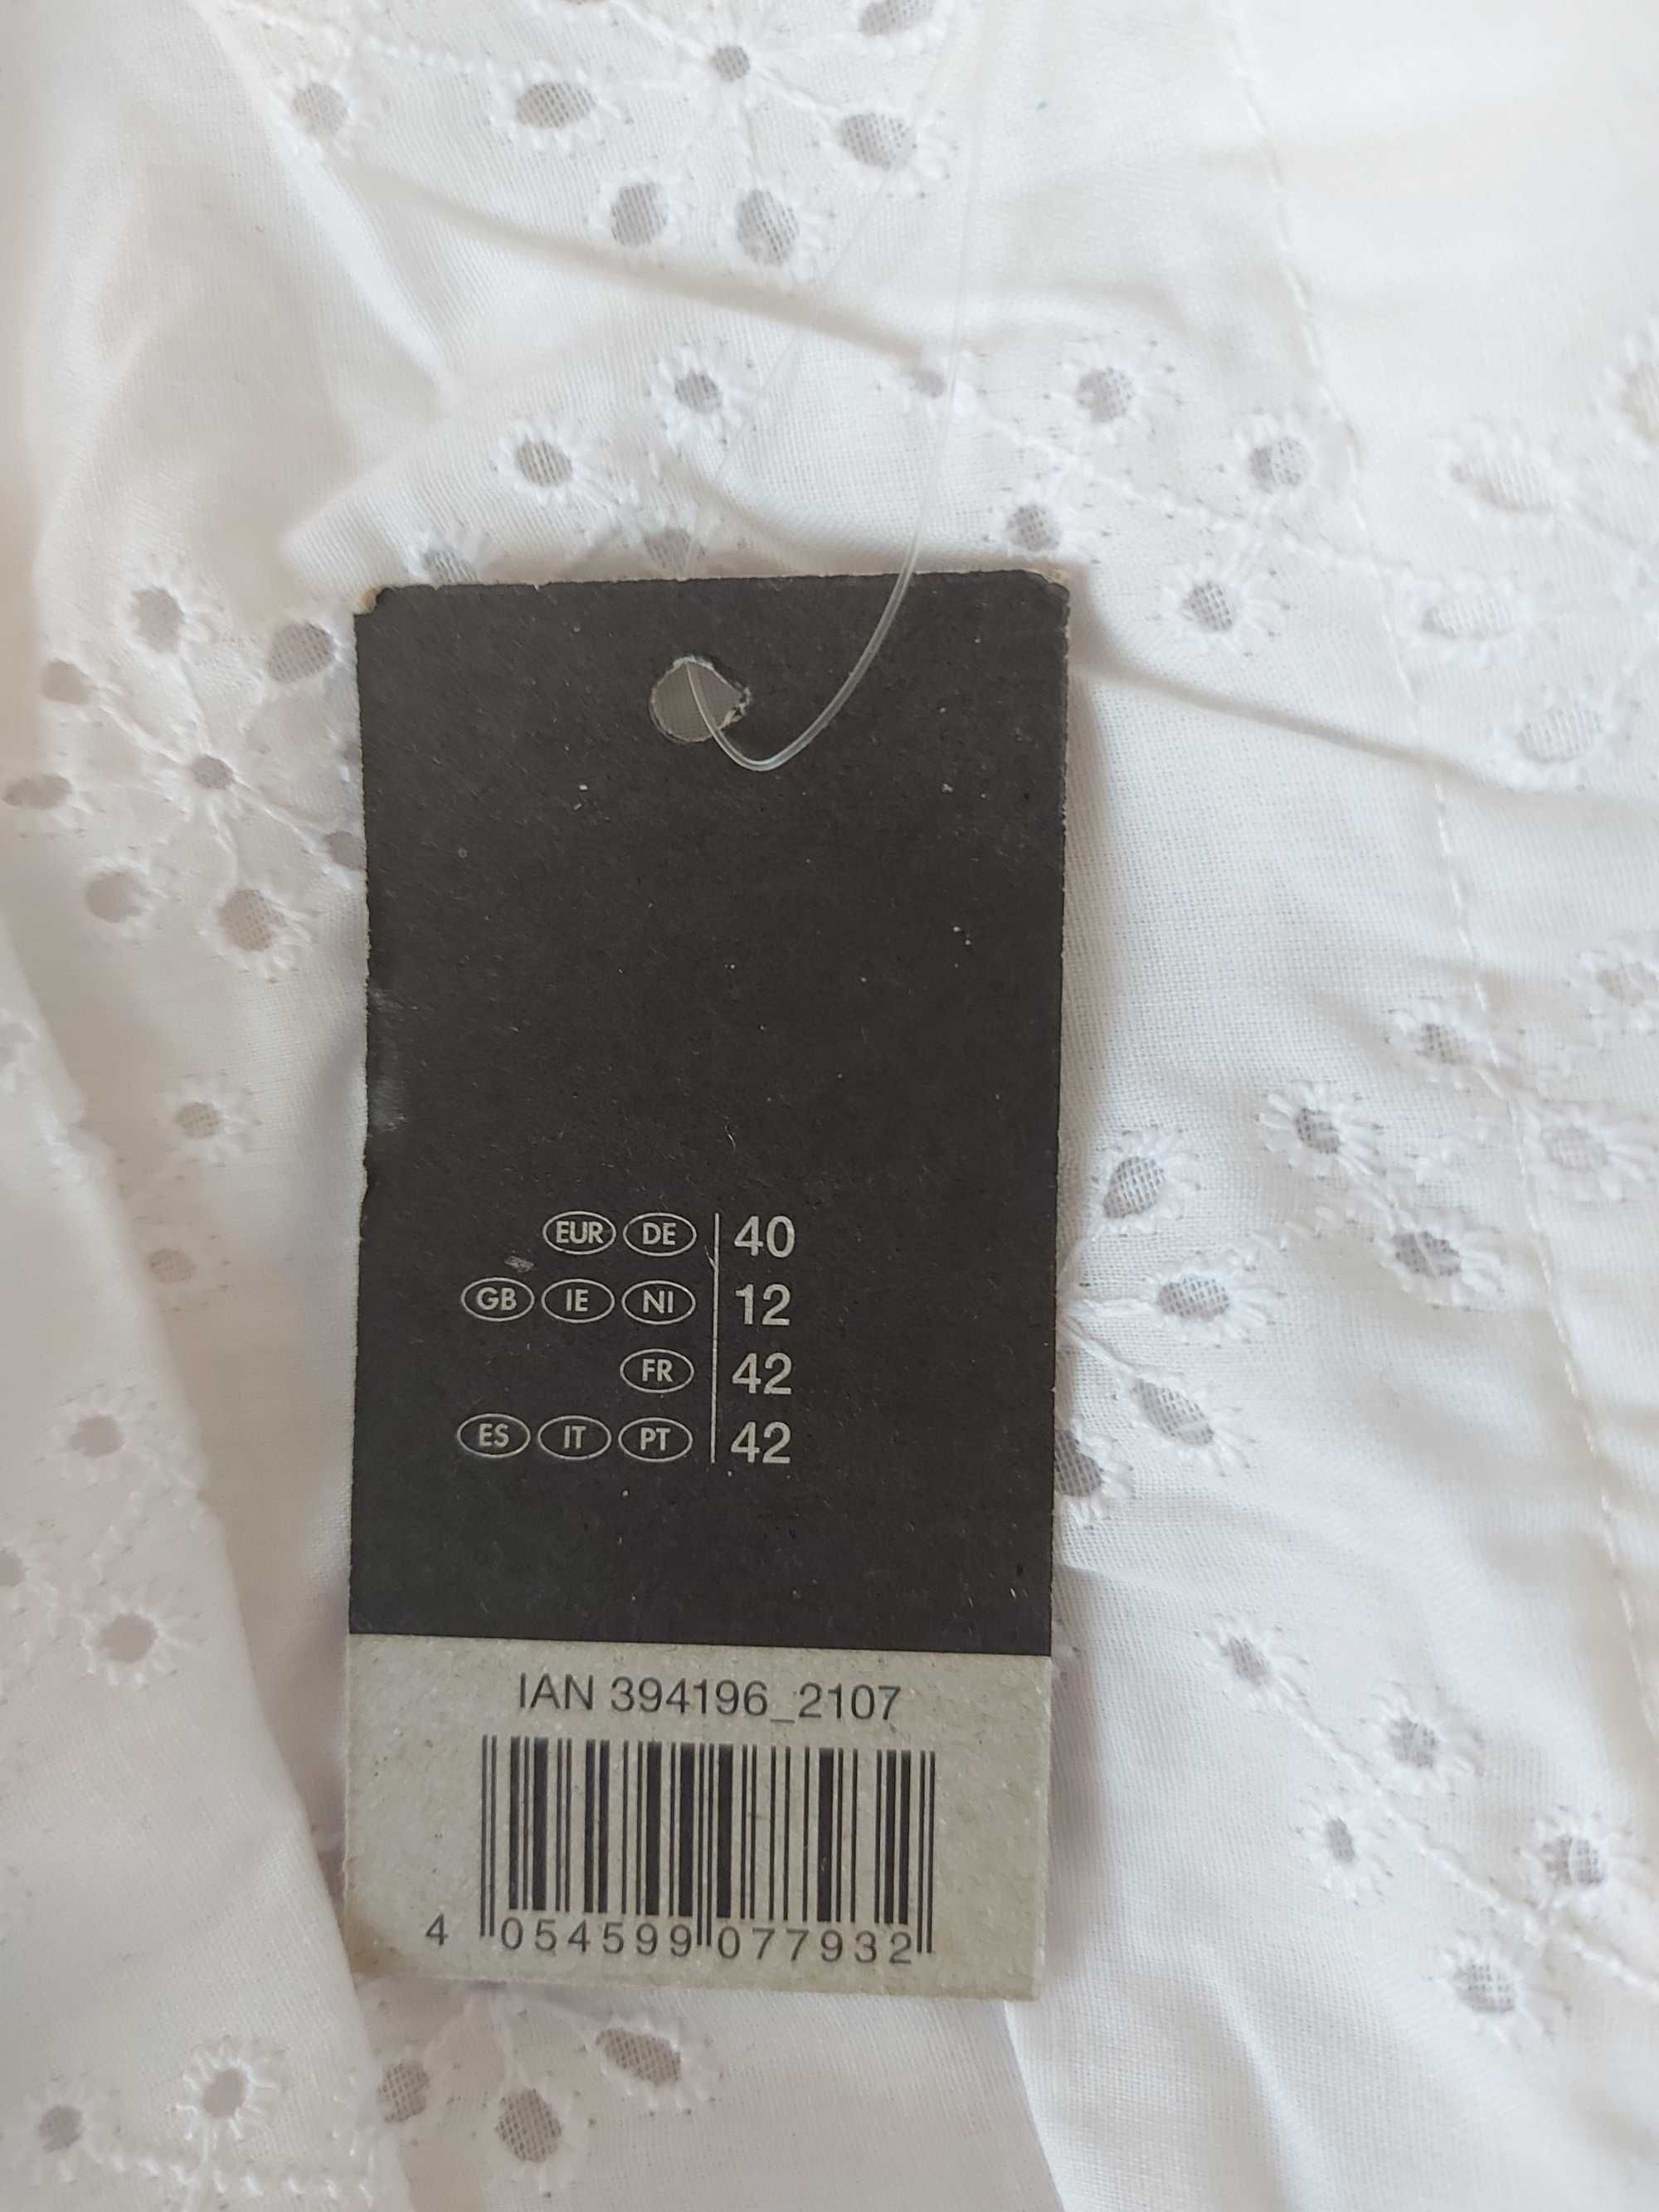 EUR DE 40
GB IE NI 12
FR 42
ES IT PT 42
IAN 394196_2107
4 054599 077932